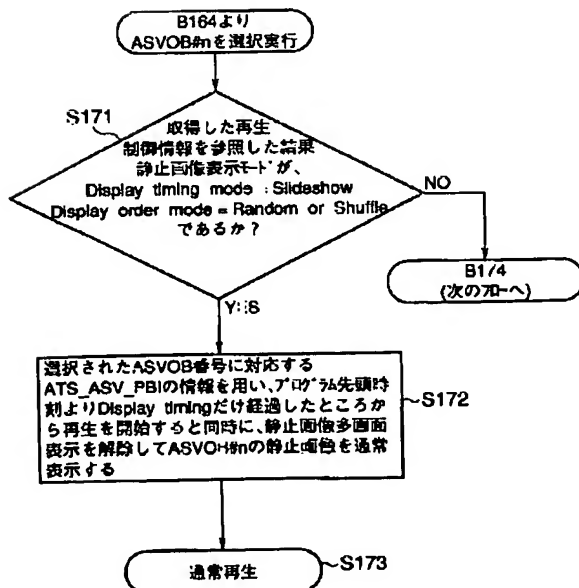 B164より
ASVOB#nを選択実行
S171
取得した再生
制御情報を参照した結果
静止画像表示モードが、
Display timing mode : Slideshow
Display order mode = Random or Shuffle
であるか？
NO
B174
(次のフローへ)
YES
選択されたASVOB番号に対応する
ATS_ASV_PBIの情報を用い、プログラム先頭時
刻よりDisplay timingだけ経過したところか
ら再生を開始すると同時に、静止画像多画面
表示を解除してASVOB#nの静止画像を通常
表示する
S172
通常再生
S173